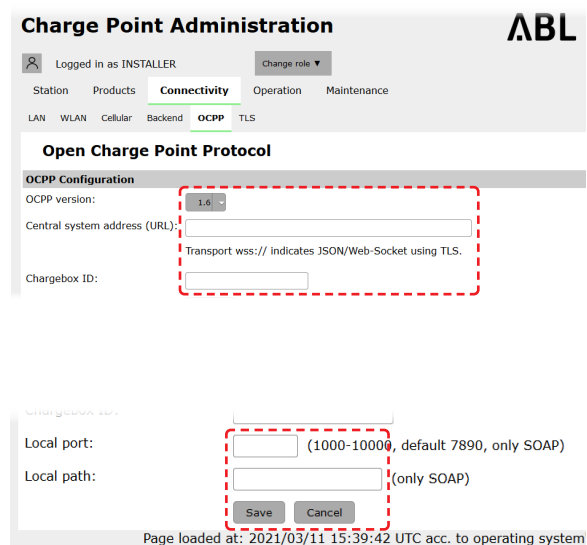 Charge Point Administration
ABL
Logged in as INSTALLER Change role ▼
Station Products Connectivity Operation Maintenance
LAN WLAN Cellular Backend OCPP TLS
Open Charge Point Protocol
OCPP Configuration
OCPP version: 1.6
Central system address (URL):
Transport wss:// indicates JSON/Web-Socket using TLS.
Chargebox ID:
Chargebox ID:
Local port: (1000-10000, default 7890, only SOAP)
Local path: (only SOAP)
Save Cancel
Page loaded at: 2021/03/11 15:39:42 UTC acc. to operating system